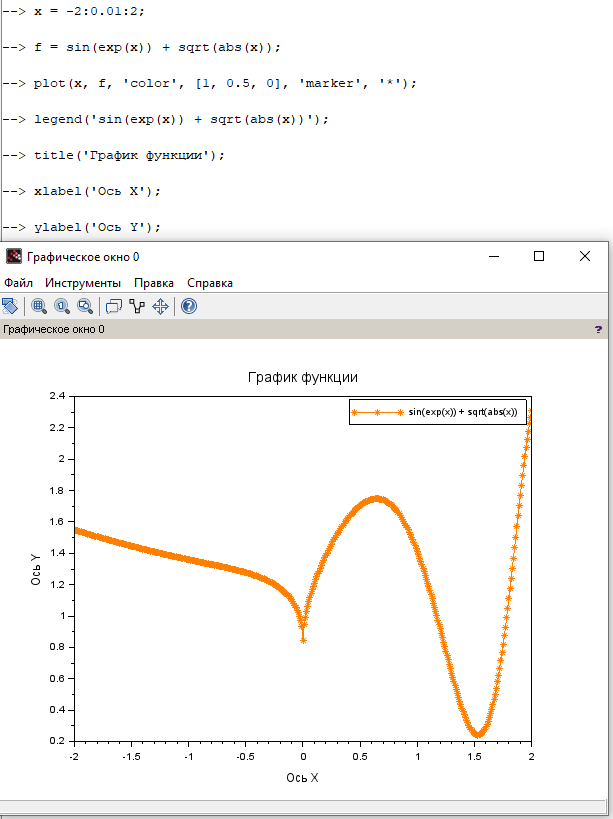 --> x = -2:0.01:2;
--> f = sin(exp(x)) + sqrt(abs(x));
--> plot(x, f, 'color', [1, 0.5, 0], 'marker', '*');
--> legend('sin(exp(x)) + sqrt(abs(x))');
--> title('График функции');
--> xlabel('Ось X');
--> ylabel('Ось Y');
Графическое окно 0
Файл Инструменты Правка Справка
Графическое окно 0 ?
График функции
sin(exp(x)) + sqrt(abs(x))
2.4
2.2
2
1.8
1.6
1.4
1.2
1
0.8
0.6
0.4
0.2
Ось Y
-2 -1.5 -1 -0.5 0 0.5 1 1.5 2
Ось X